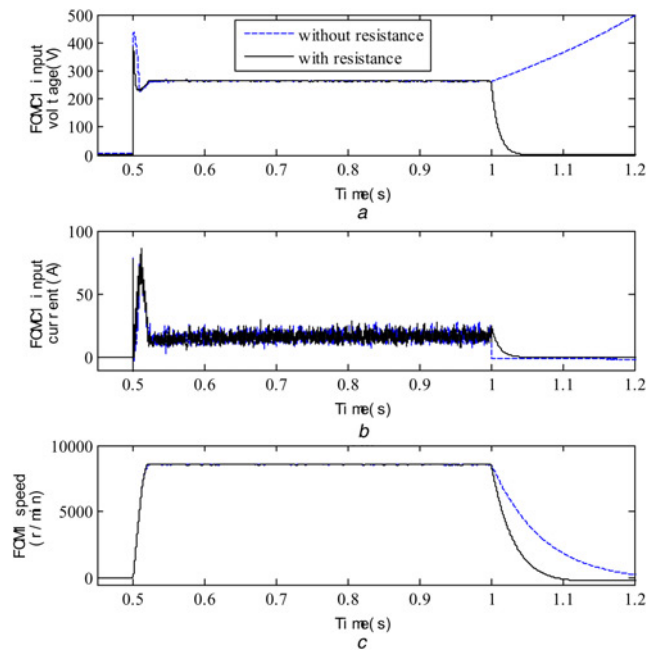 500
400
300
200
100
0
FCMC1 input
voltage(V)
without resistance
with resistance
0.5
0.6
0.7
0.8
0.9
1
1.1
1.2
Time(s)
a
100
50
0
FCMC1 input
current(A)
0.5
0.6
0.7
0.8
0.9
1
1.1
1.2
Time(s)
b
10000
5000
0
FCM1 speed
(r/min)
0.5
0.6
0.7
0.8
0.9
1
1.1
1.2
Time(s)
c